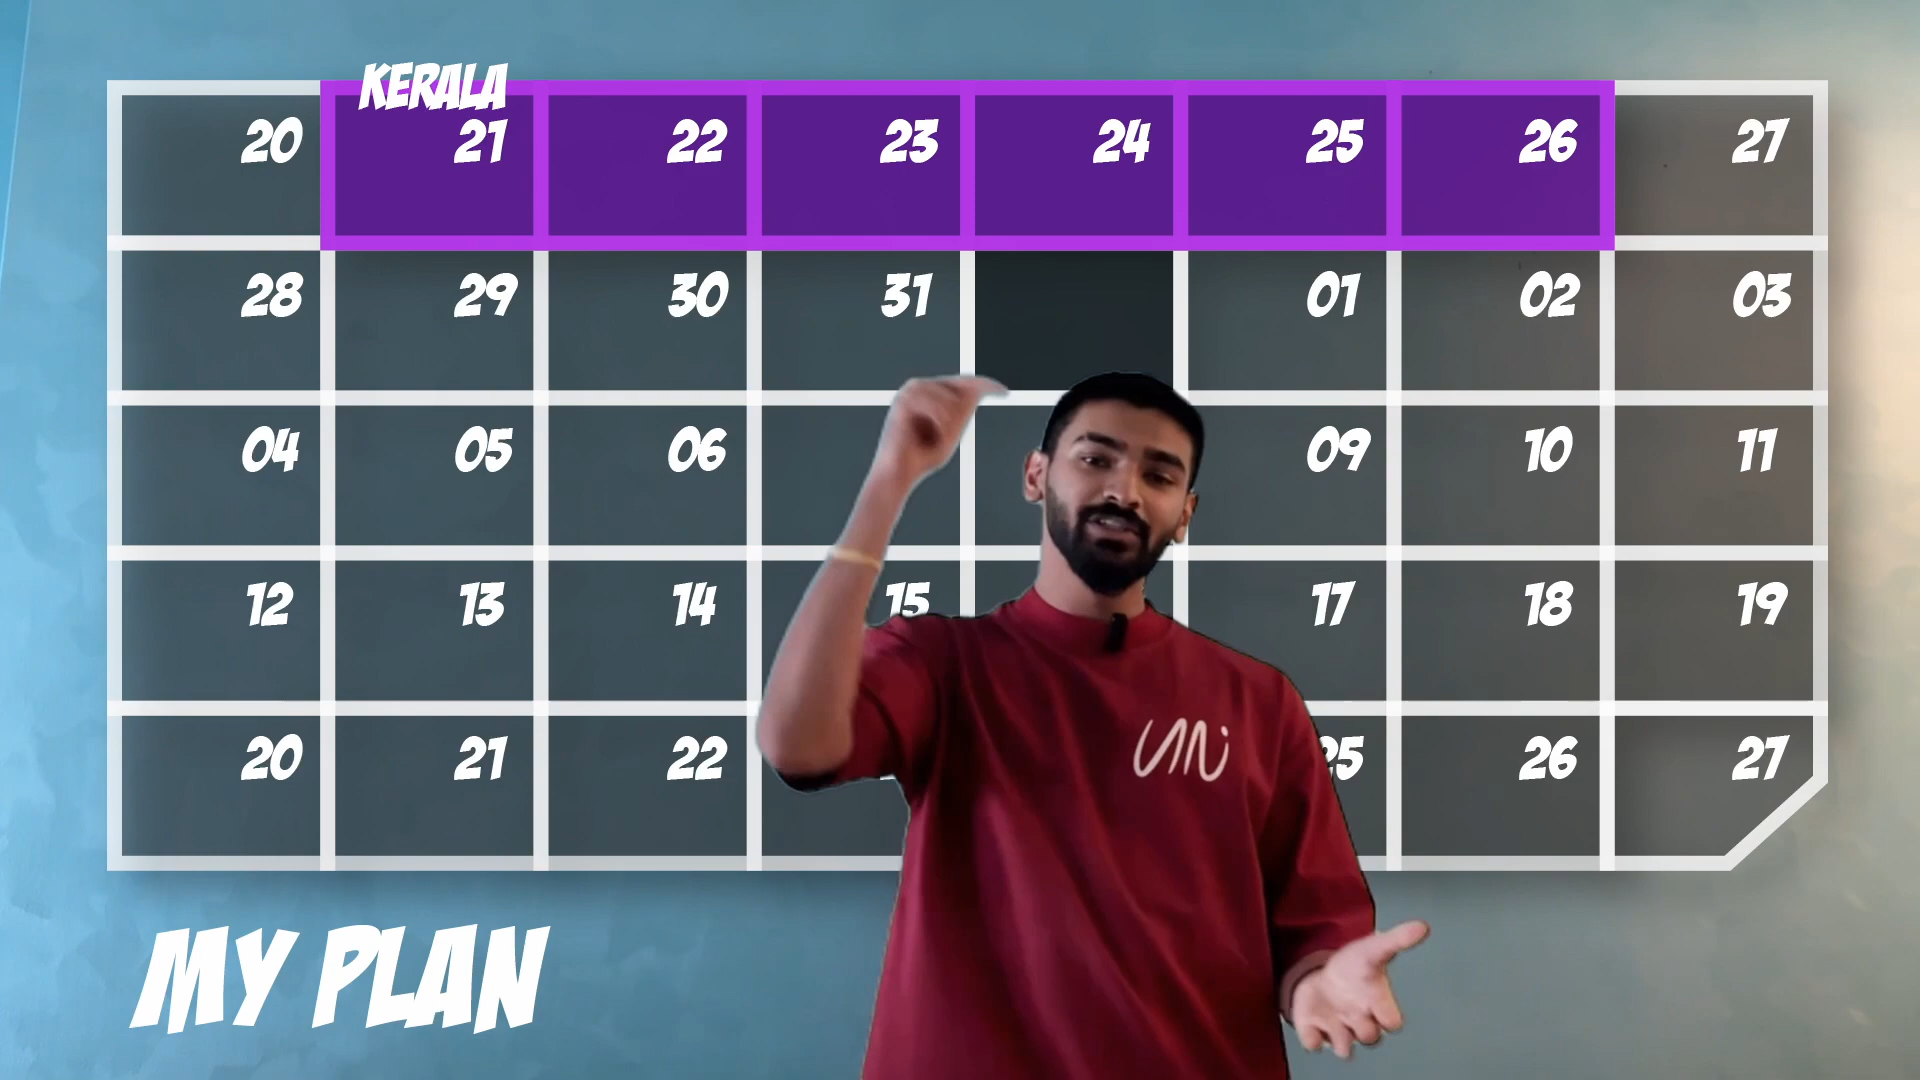 KERALA
20 21 22 23 24 25 26 27
28 29 30 31 01 02 03
04 05 06 09 10 11
12 13 14 15 17 18 19
20 21 22 25 26 27
MY PLAN